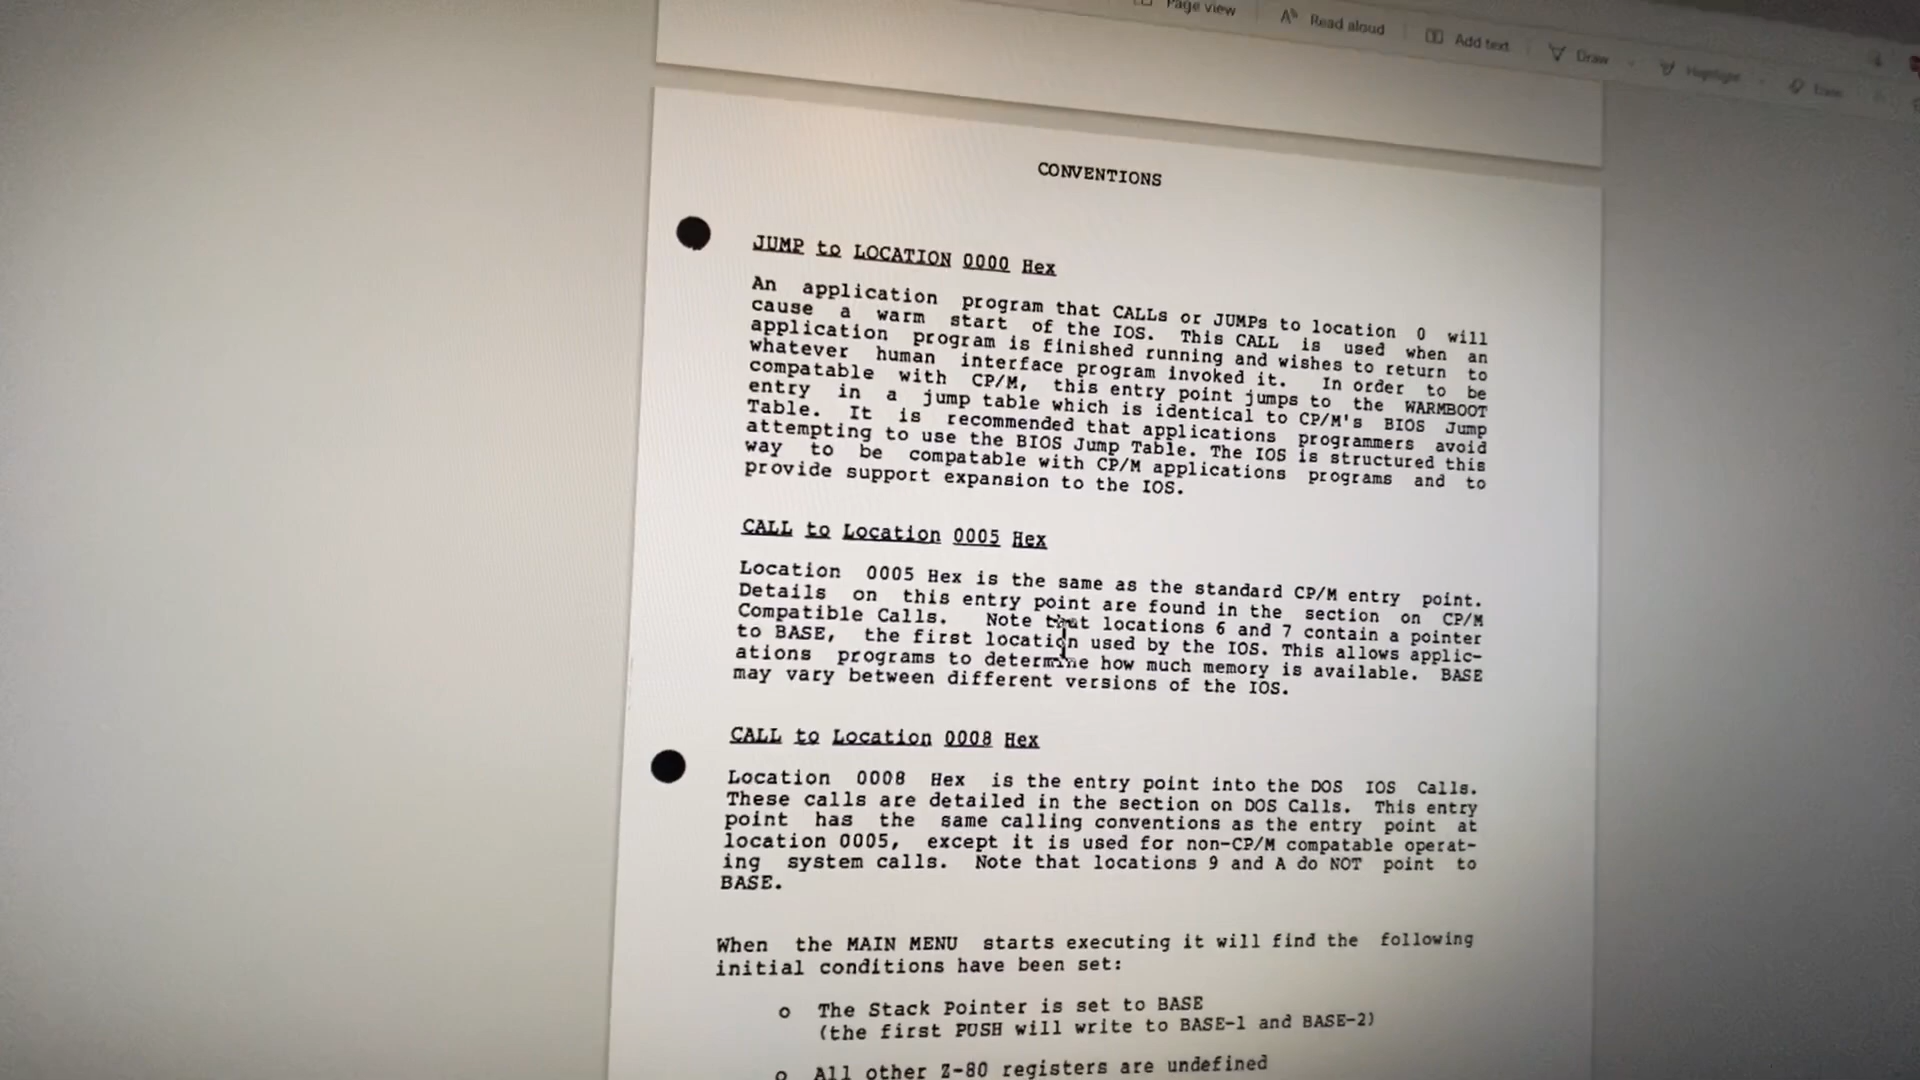 Page view
Read aloud
Add text
Draw
Highlight
CONVENTIONS
JUMP to LOCATION 0000 Hex
An application program that CALLs or JUMPs to location 0 will
cause a warm start of the IOS. This CALL is used when an
application program is finished running and wishes to return to
whatever human interface program invoked it. In order to be
compatable with CP/M, this entry point jumps to the WARMBOOT
entry in a jump table which is identical to CP/M's BIOS Jump
Table. It is recommended that applications programmers avoid
attempting to use the BIOS Jump Table. The IOS is structured this
way to be compatable with CP/M applications programs and to
provide support expansion to the IOS.
CALL to Location 0005 Hex
Location 0005 Hex is the same as the standard CP/M entry point.
Details on this entry point are found in the section on CP/M
Compatible Calls. Note that locations 6 and 7 contain a pointer
to BASE, the first location used by the IOS. This allows applic-
ations programs to determine how much memory is available. BASE
may vary between different versions of the IOS.
CALL to Location 0008 Hex
Location 0008 Hex is the entry point into the DOS IOS Calls.
These calls are detailed in the section on DOS Calls. This entry
point has the same calling conventions as the entry point at
location 0005, except it is used for non-CP/M compatable operat-
ing system calls. Note that locations 9 and A do NOT point to
BASE.
When the MAIN MENU starts executing it will find the following
initial conditions have been set:
o The Stack Pointer is set to BASE
(the first PUSH will write to BASE-1 and BASE-2)
o All other Z-80 registers are undefined